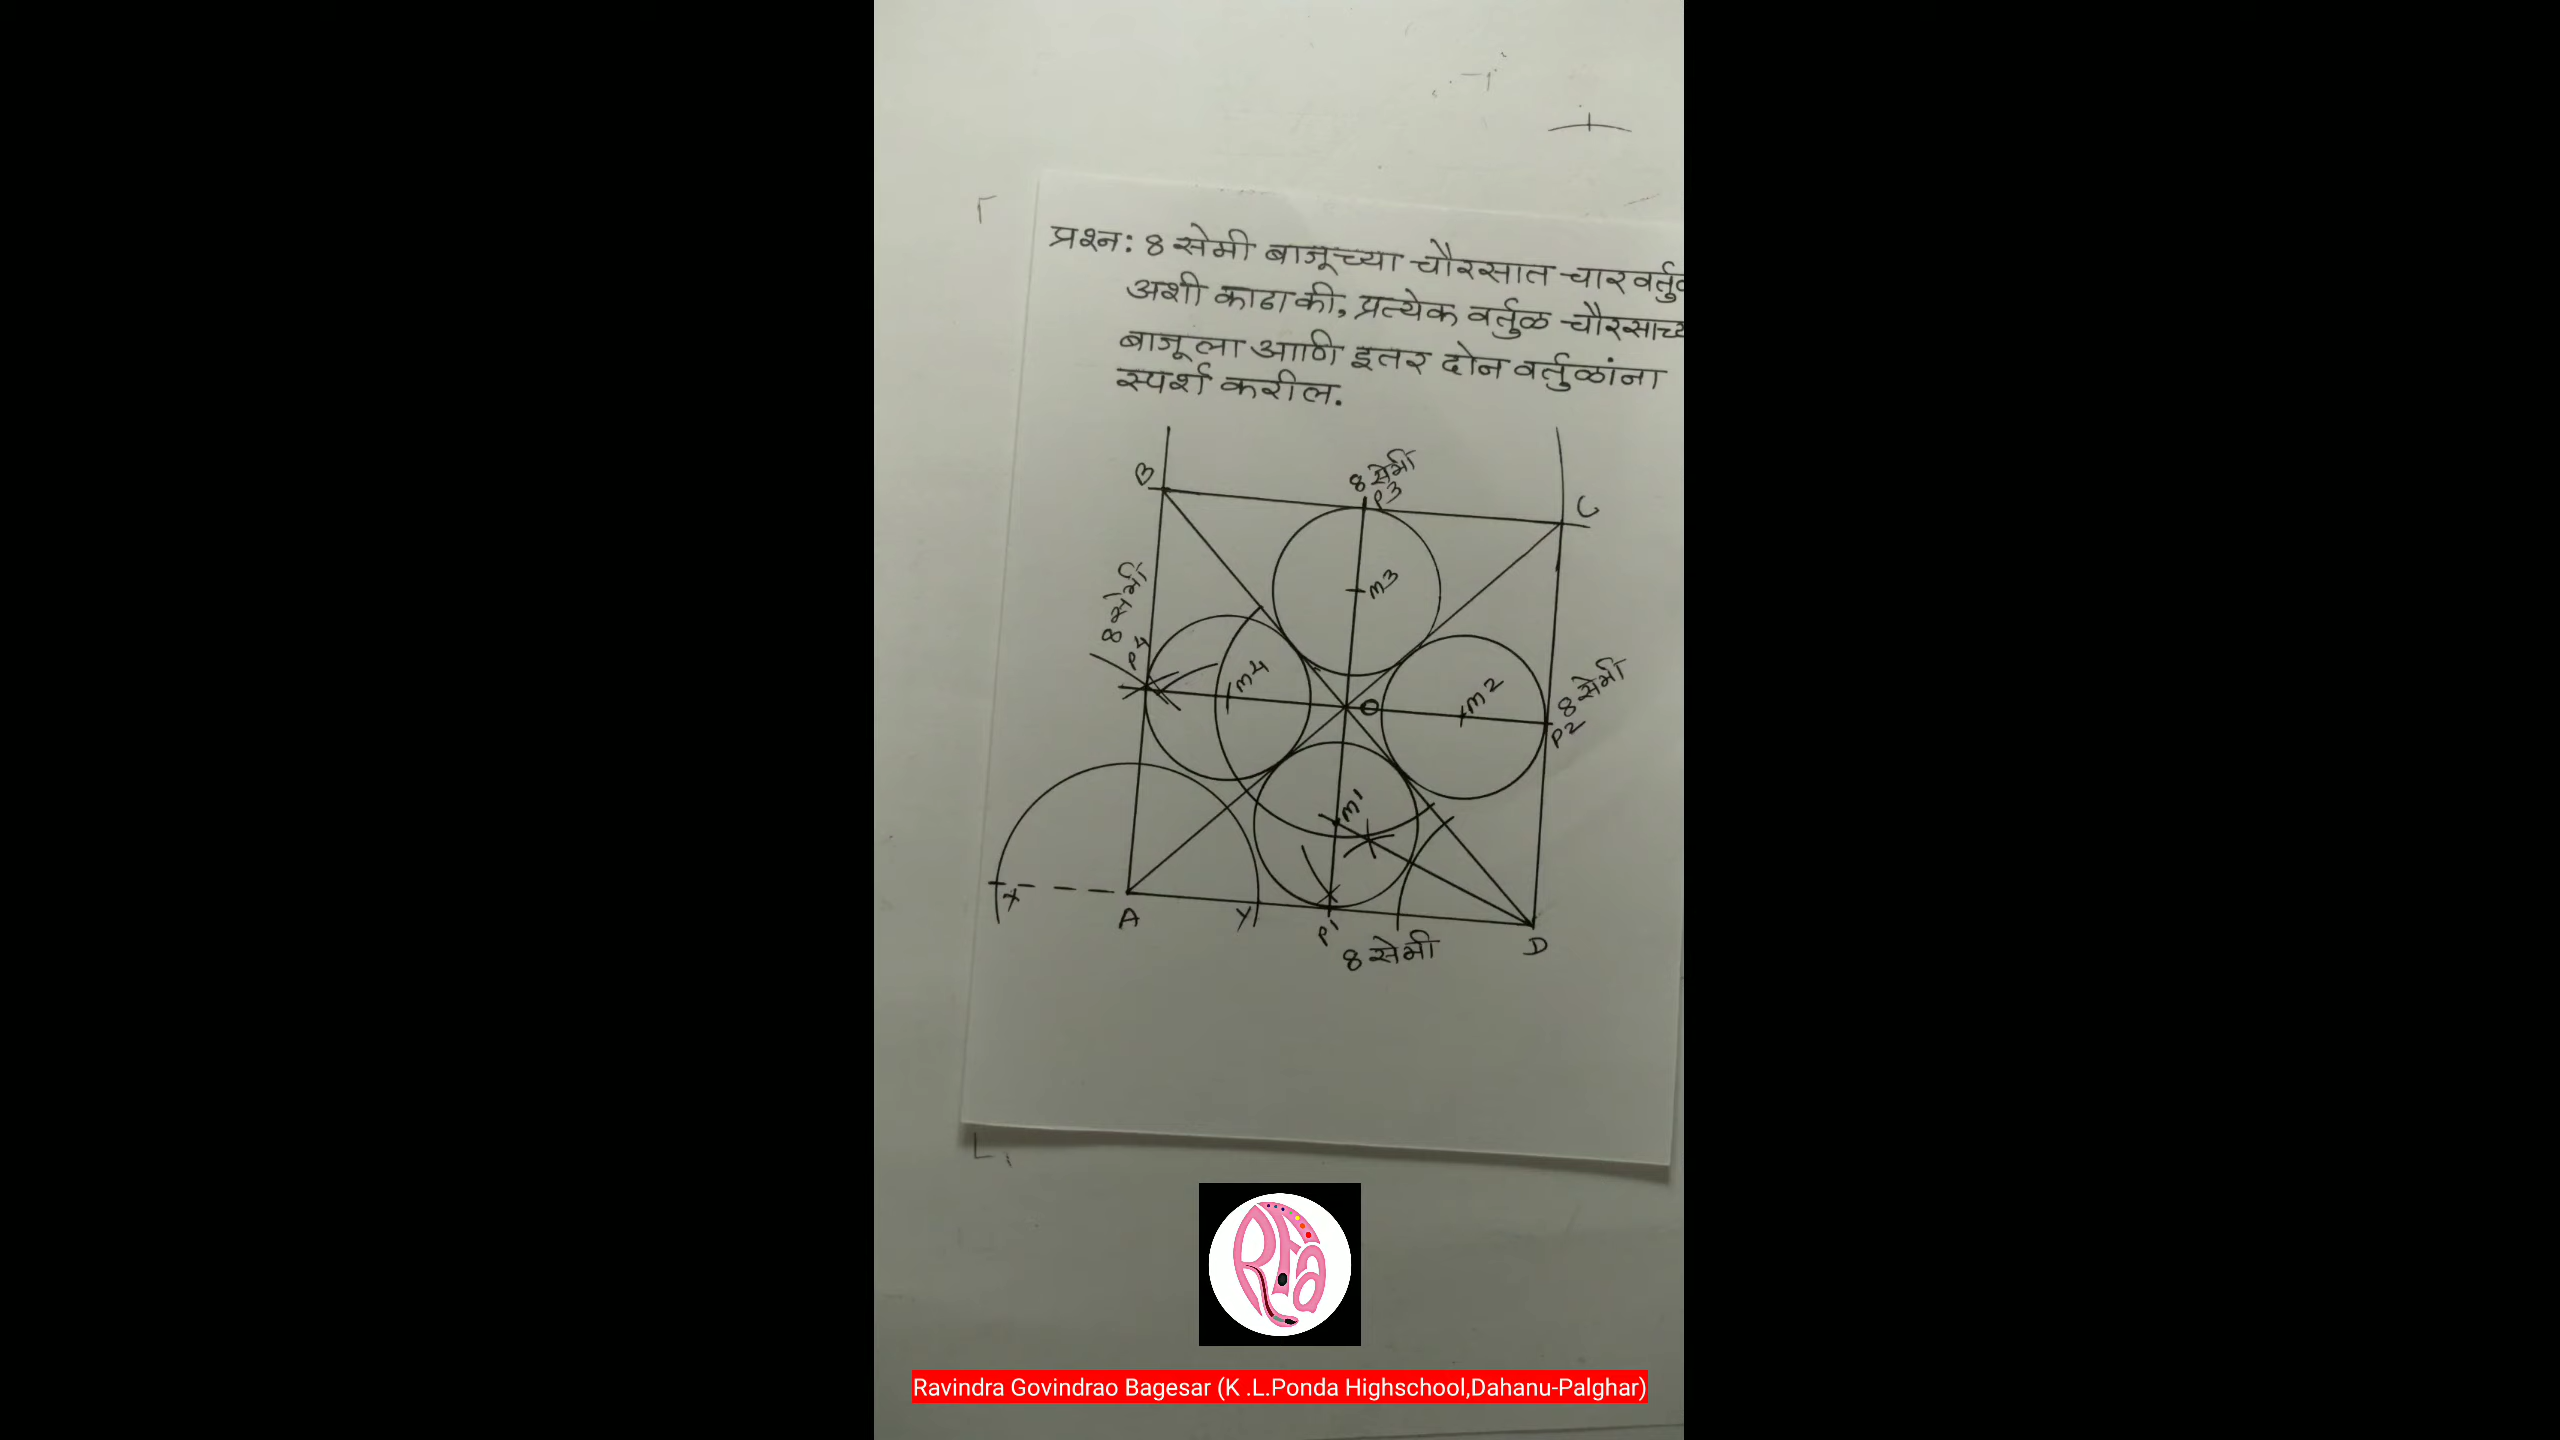 प्रश्न: 8 सेमी बाजूच्या चौरसात चार
अशी काढा की, प्रत्येक वर्तुळ
बाजूला आणि इतर दोन वर्तुळांना
स्पर्श करील.
B
8 सेमी
P3
C
m3
8 सेमी
P4
m4
O
m2
8 सेमी
P2
m1
X
A
Y
P1
8 सेमी
D
RFa
Ravindra Govindrao Bagesar (K .L.Ponda Highschool,Dahanu-Palghar)